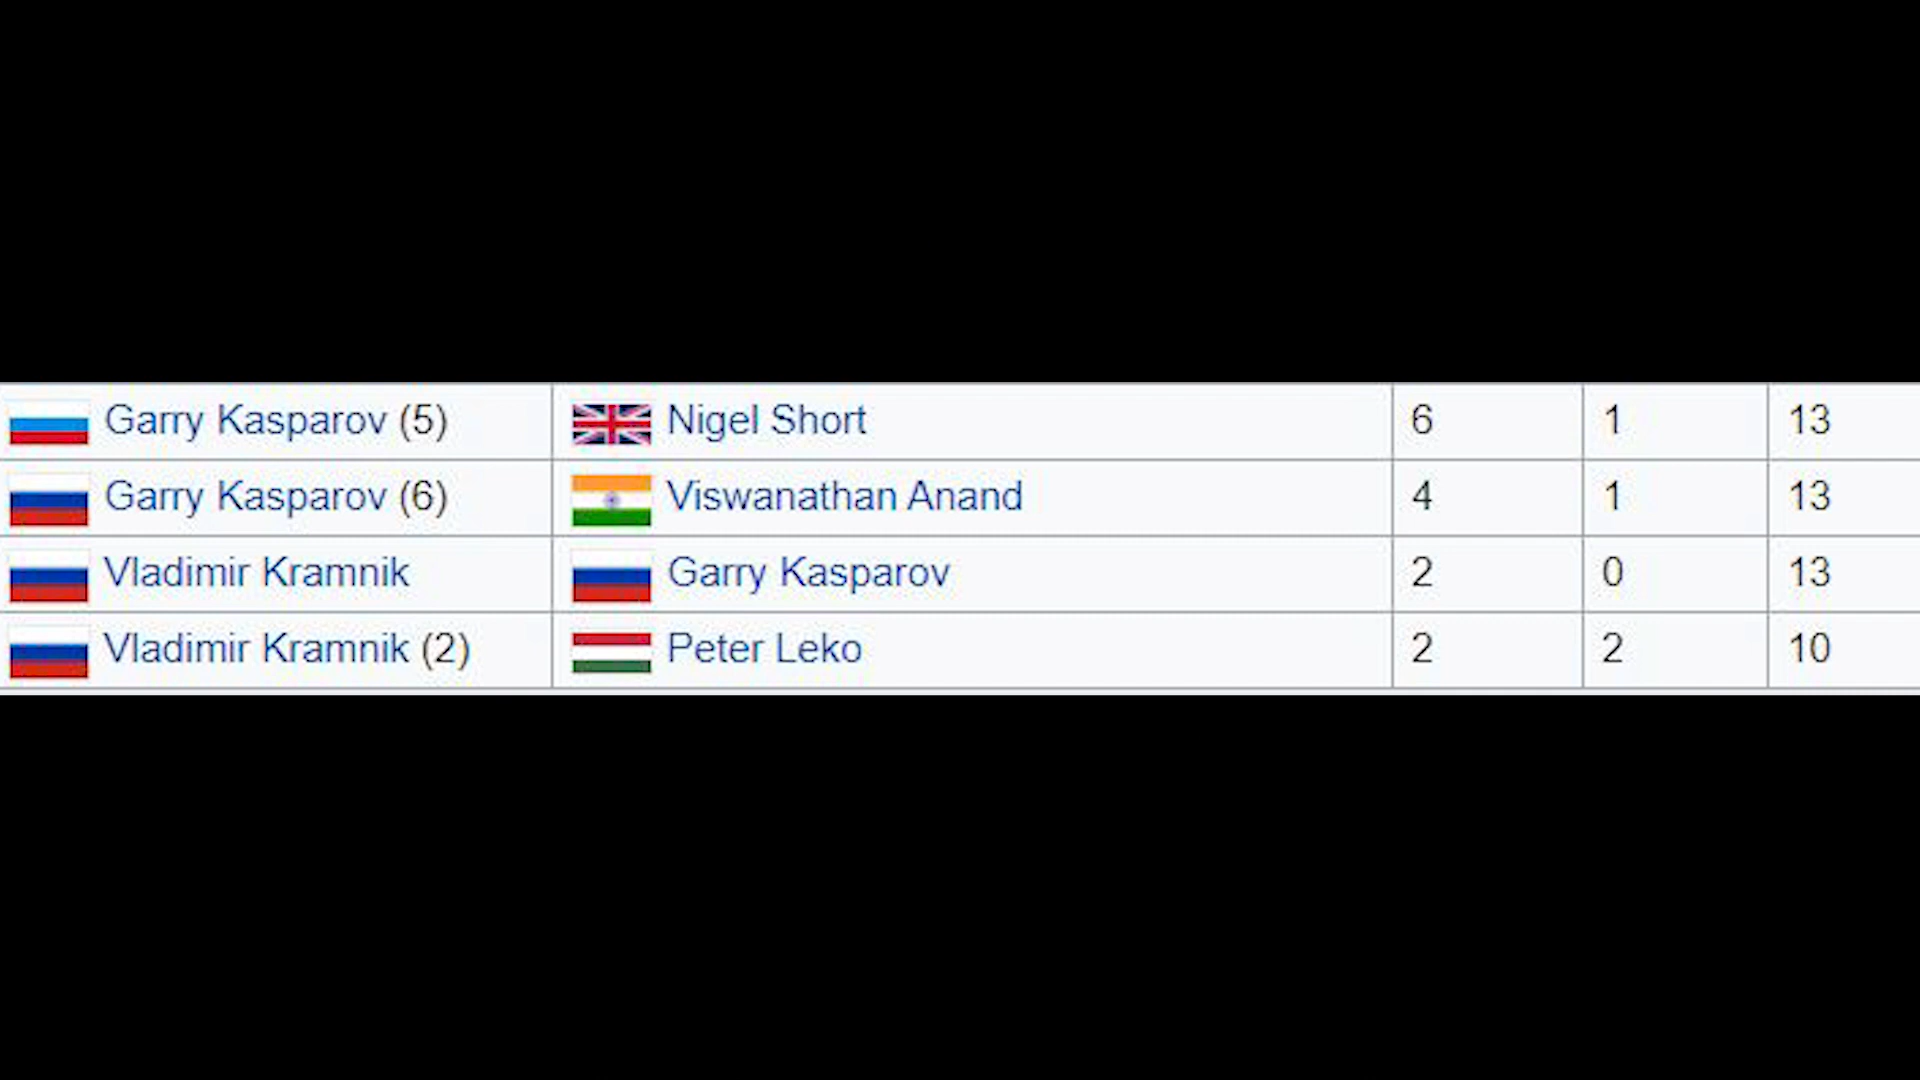 Garry Kasparov (5) Nigel Short 6 1 13
Garry Kasparov (6) Viswanathan Anand 4 1 13
Vladimir Kramnik Garry Kasparov 2 0 13
Vladimir Kramnik (2) Peter Leko 2 2 10